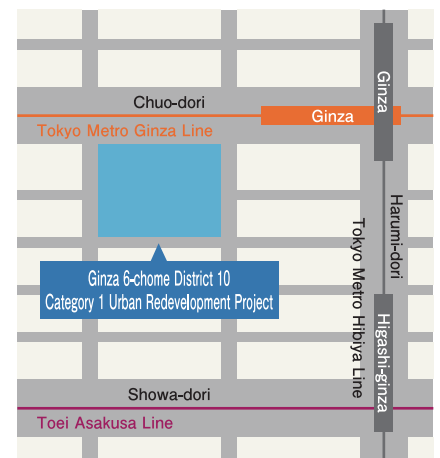 Chuo-dori
Ginza
Ginza
Tokyo Metro Ginza Line
Harumi-dori
Tokyo Metro Hibiya Line
Ginza 6-chome District 10
Category 1 Urban Redevelopment Project
Higashi-ginza
Showa-dori
Toei Asakusa Line